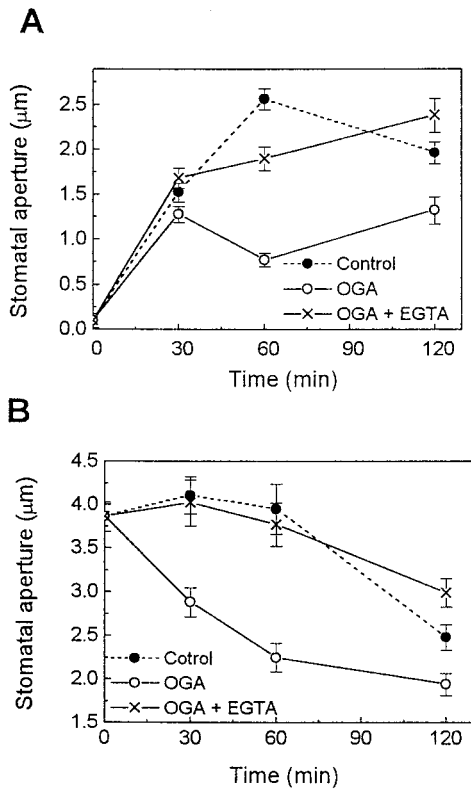 A
Stomatal aperture (µm)
2.5
2.0
1.5
1.0
0.5
0.0
Control
OGA
OGA + EGTA
0 30 60 90 120
Time (min)
B
Stomatal aperture (µm)
4.5
4.0
3.5
3.0
2.5
2.0
1.5
Cotrol
OGA
OGA + EGTA
0 30 60 90 120
Time (min)